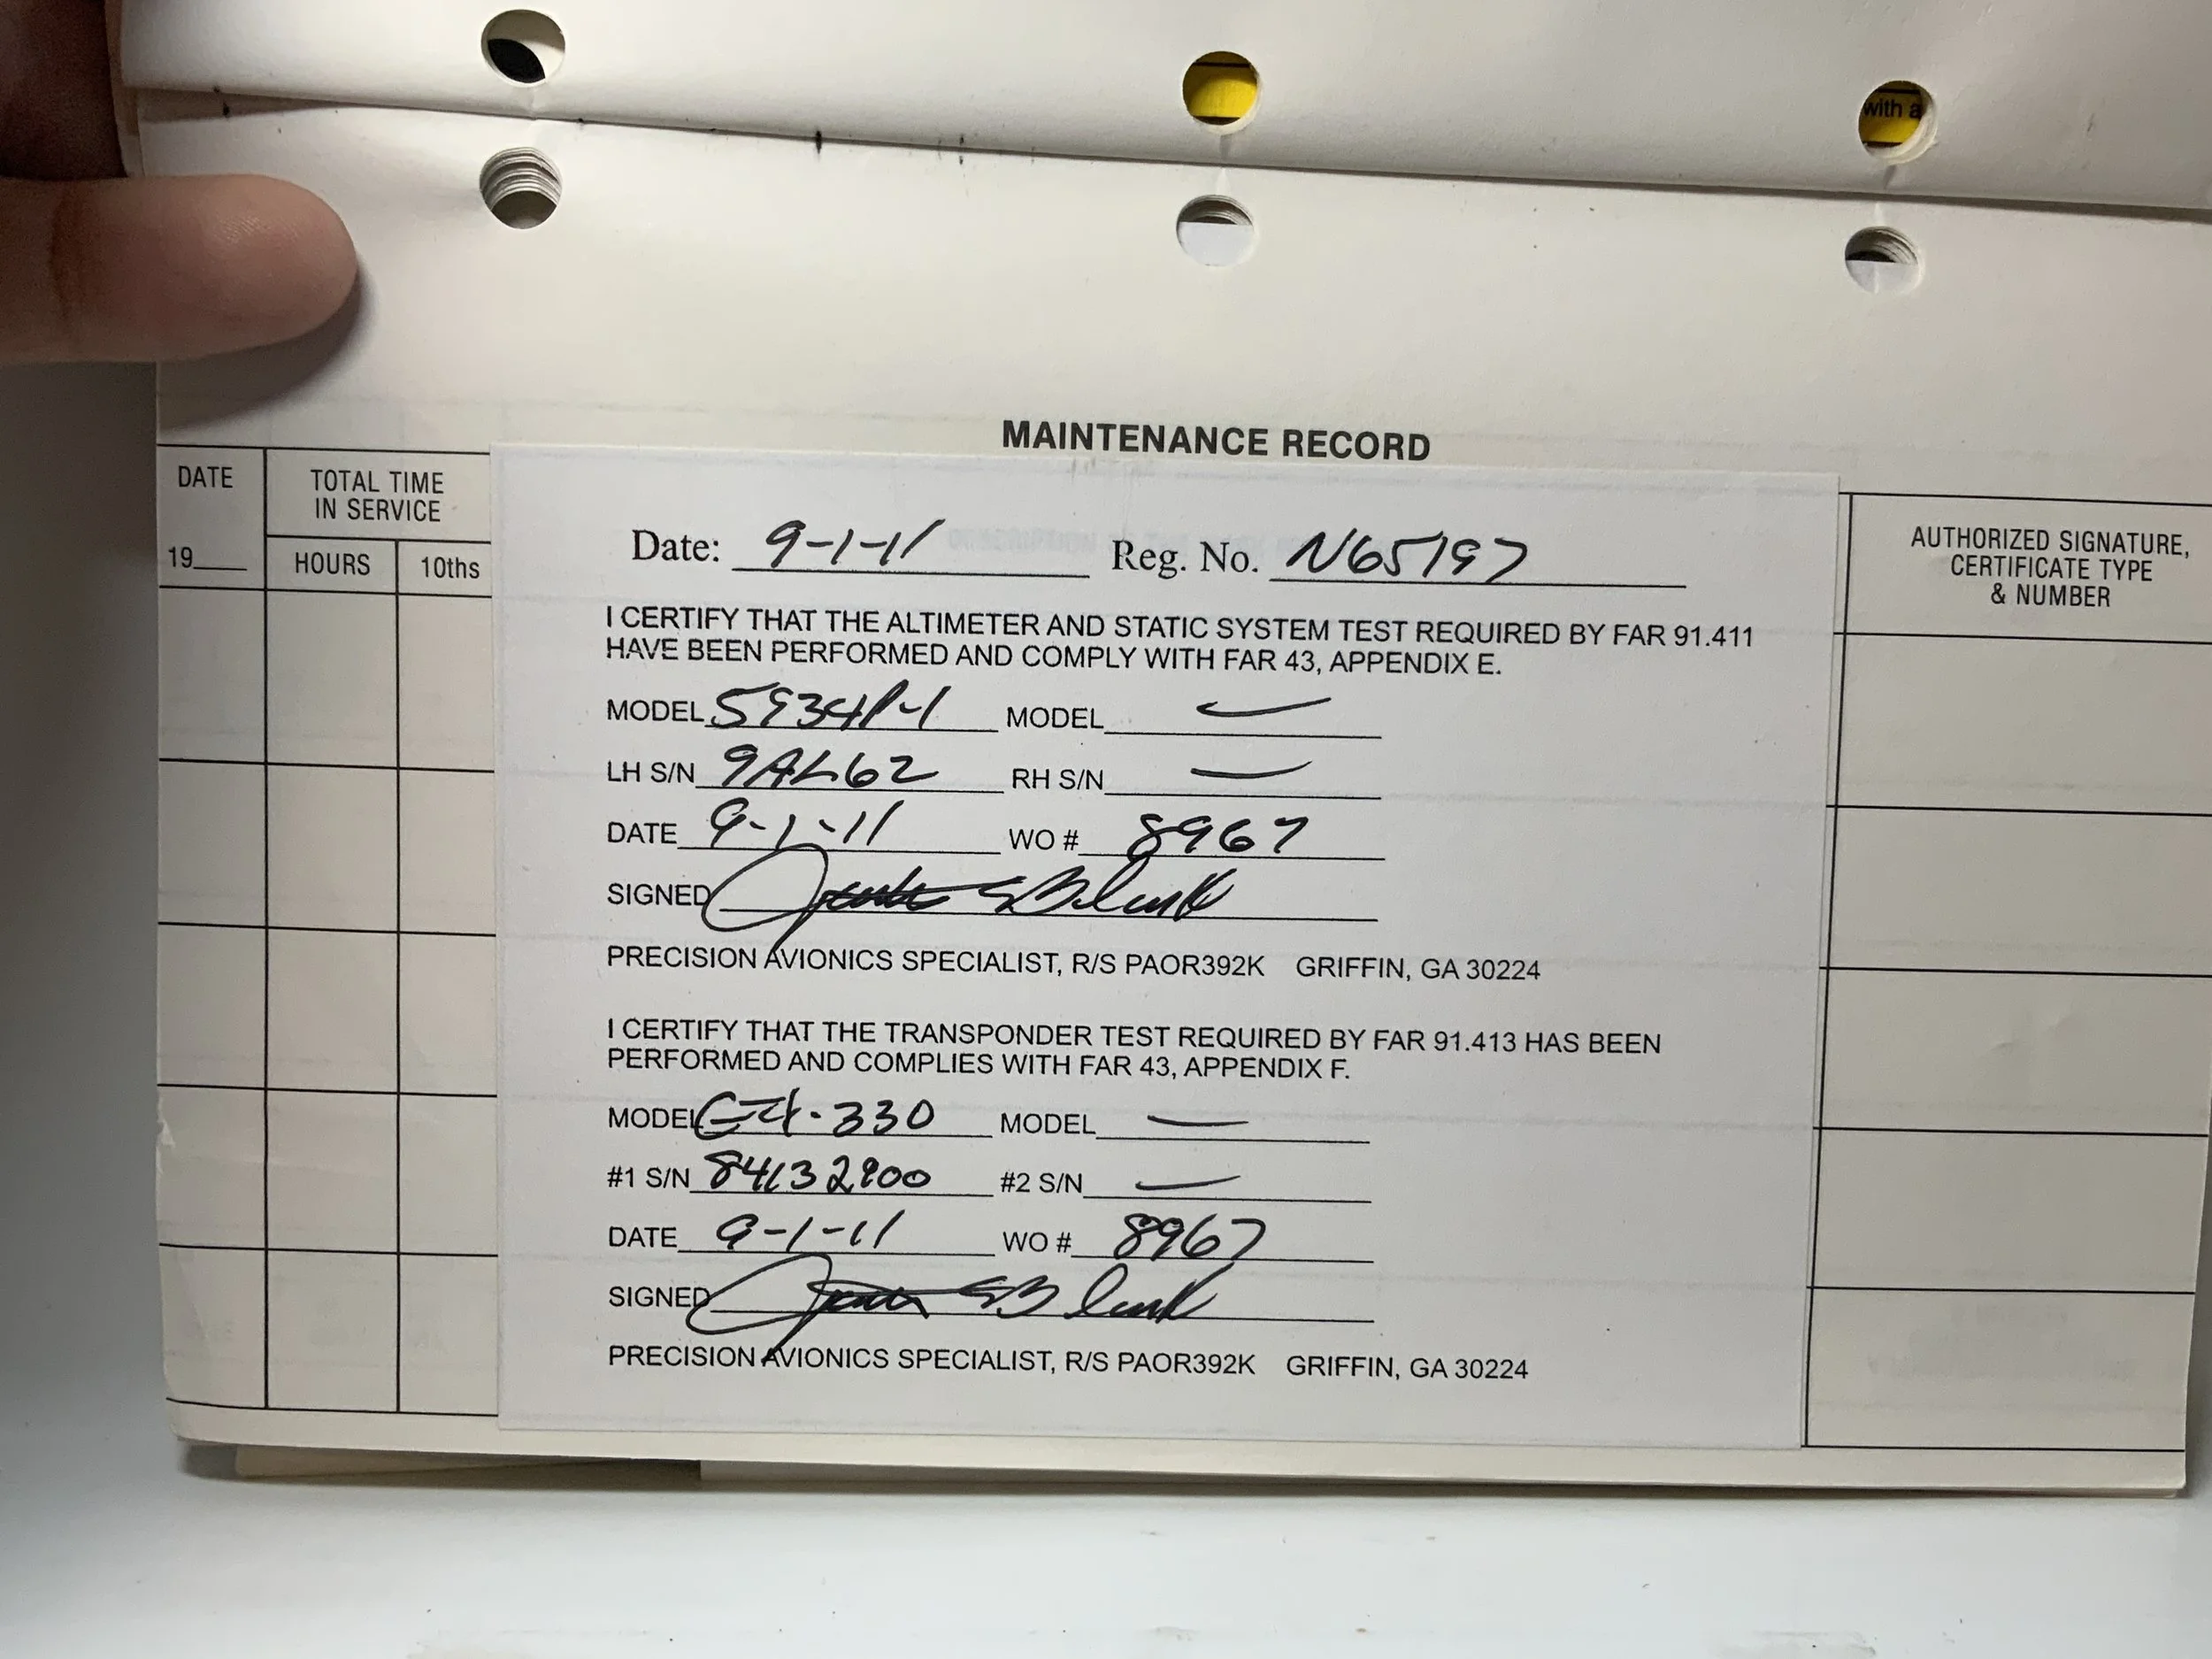 with a
MAINTENANCE RECORD
DATE
19____
TOTAL TIME
IN SERVICE
HOURS 10ths
AUTHORIZED SIGNATURE,
CERTIFICATE TYPE
& NUMBER
Date: 9-1-11 Reg. No. N65197
I CERTIFY THAT THE ALTIMETER AND STATIC SYSTEM TEST REQUIRED BY FAR 91.411
HAVE BEEN PERFORMED AND COMPLY WITH FAR 43, APPENDIX E.
MODEL 5934P-1 MODEL —
LH S/N 9AL62 RH S/N —
DATE 9-1-11 WO # 8967
SIGNED
PRECISION AVIONICS SPECIALIST, R/S PAOR392K GRIFFIN, GA 30224
I CERTIFY THAT THE TRANSPONDER TEST REQUIRED BY FAR 91.413 HAS BEEN
PERFORMED AND COMPLIES WITH FAR 43, APPENDIX F.
MODEL MODEL —
#1 S/N 84132900 #2 S/N —
DATE 9-1-11 WO # 8967
SIGNED
PRECISION AVIONICS SPECIALIST, R/S PAOR392K GRIFFIN, GA 30224